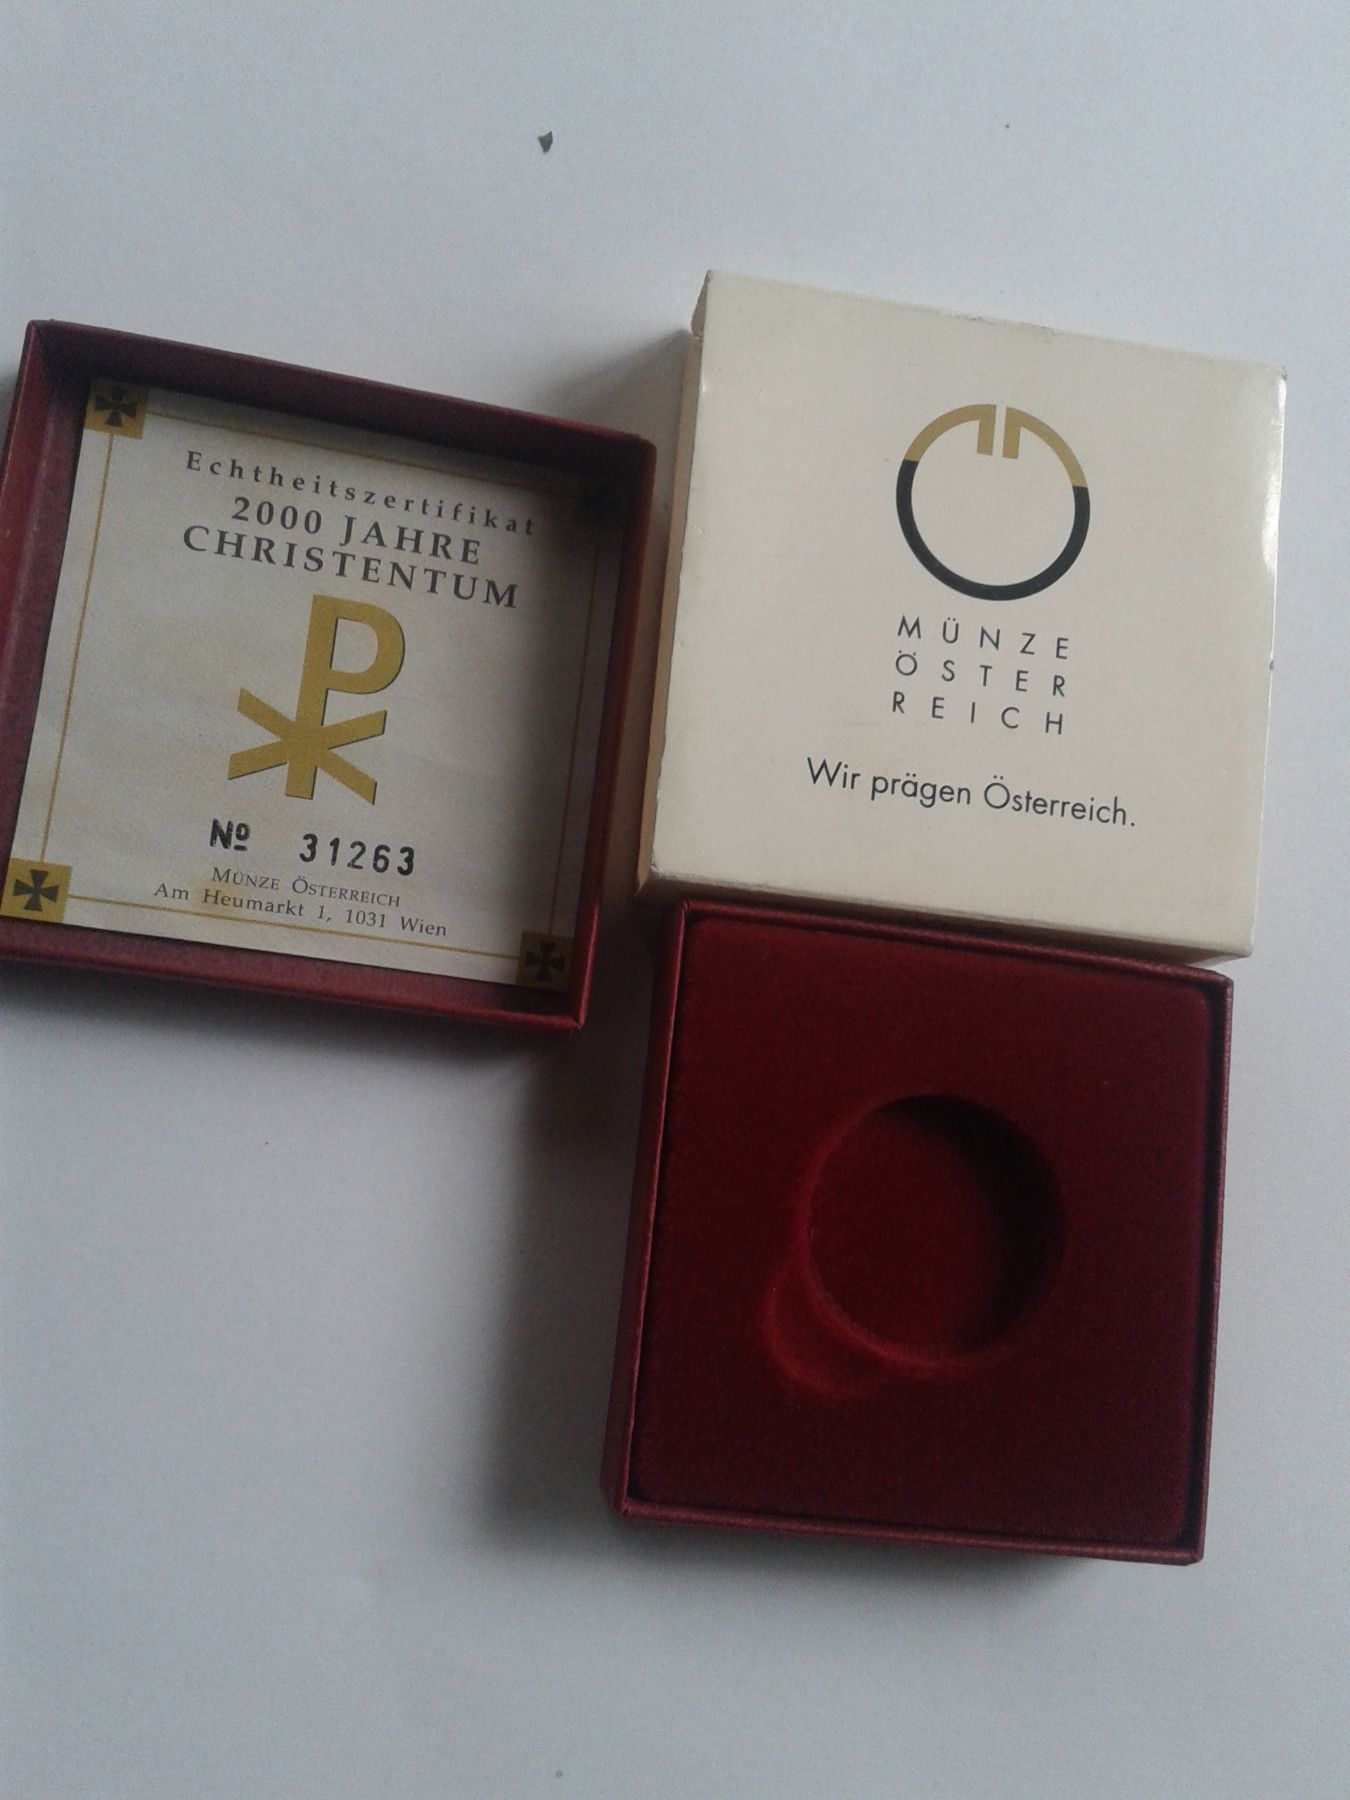 Echtheitszertifikat
2000 JAHRE
CHRISTENTUM
Nº 31263
MÜNZE ÖSTERREICH
Am Heumarkt 1, 1031 Wien
MÜNZE
ÖSTER
REICH
Wir prägen Österreich.